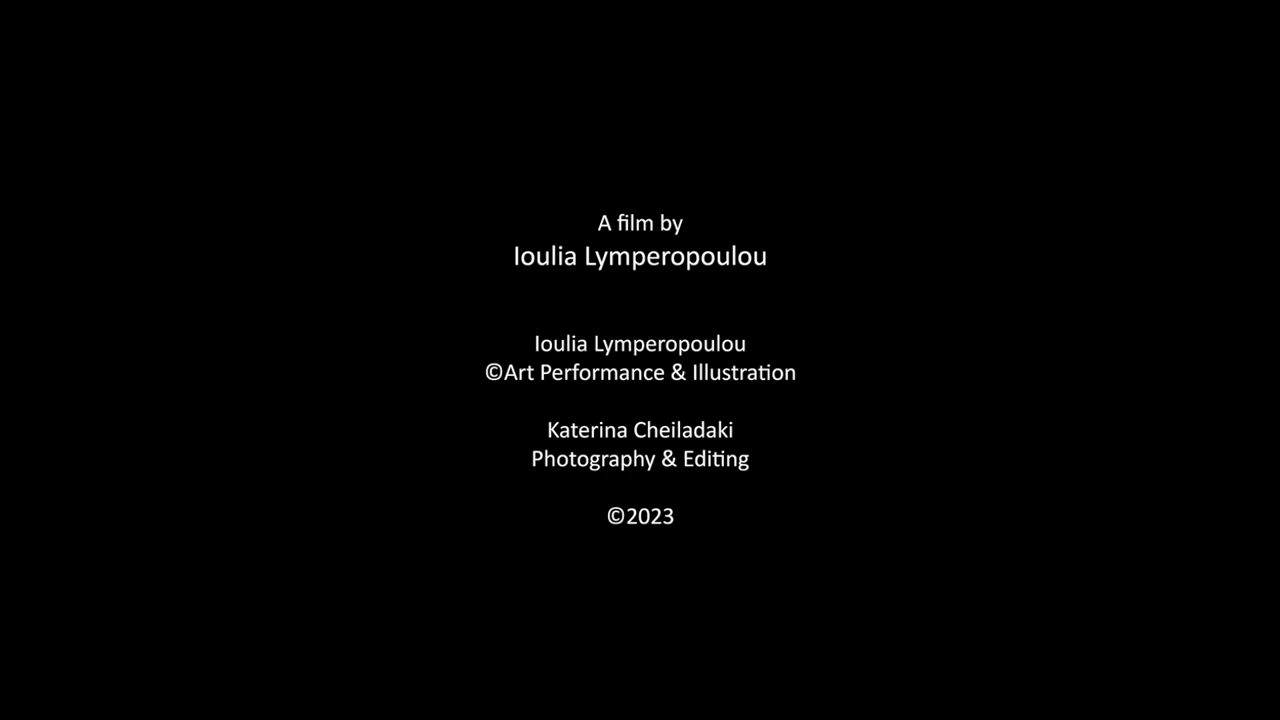 A film by
Ioulia Lymperopoulou
Ioulia Lymperopoulou
©Art Performance & Illustration
Katerina Cheiladaki
Photography & Editing
©2023